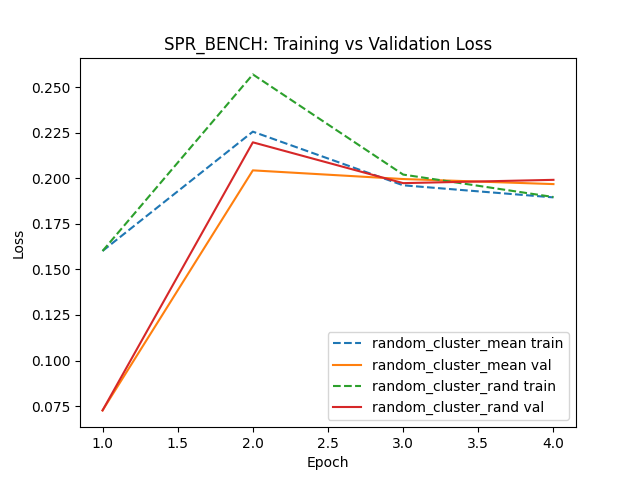 SPR_BENCH: Training vs Validation Loss
Loss
0.250
0.225
0.200
0.175
0.150
0.125
0.100
0.075
random_cluster_mean train
random_cluster_mean val
random_cluster_rand train
random_cluster_rand val
1.0 1.5 2.0 2.5 3.0 3.5 4.0
Epoch